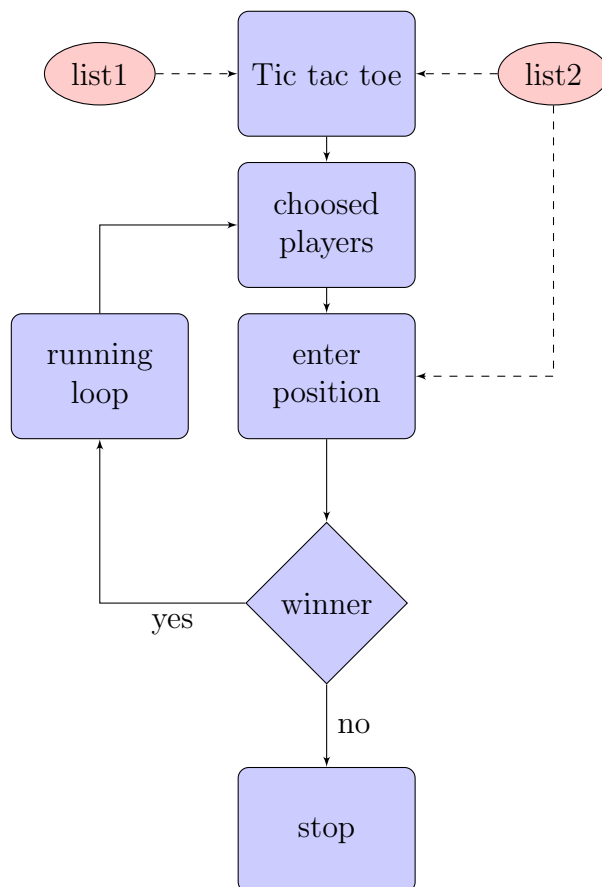 list1
Tic tac toe
list2
choosed
players
running
loop
enter
position
winner
yes
no
stop